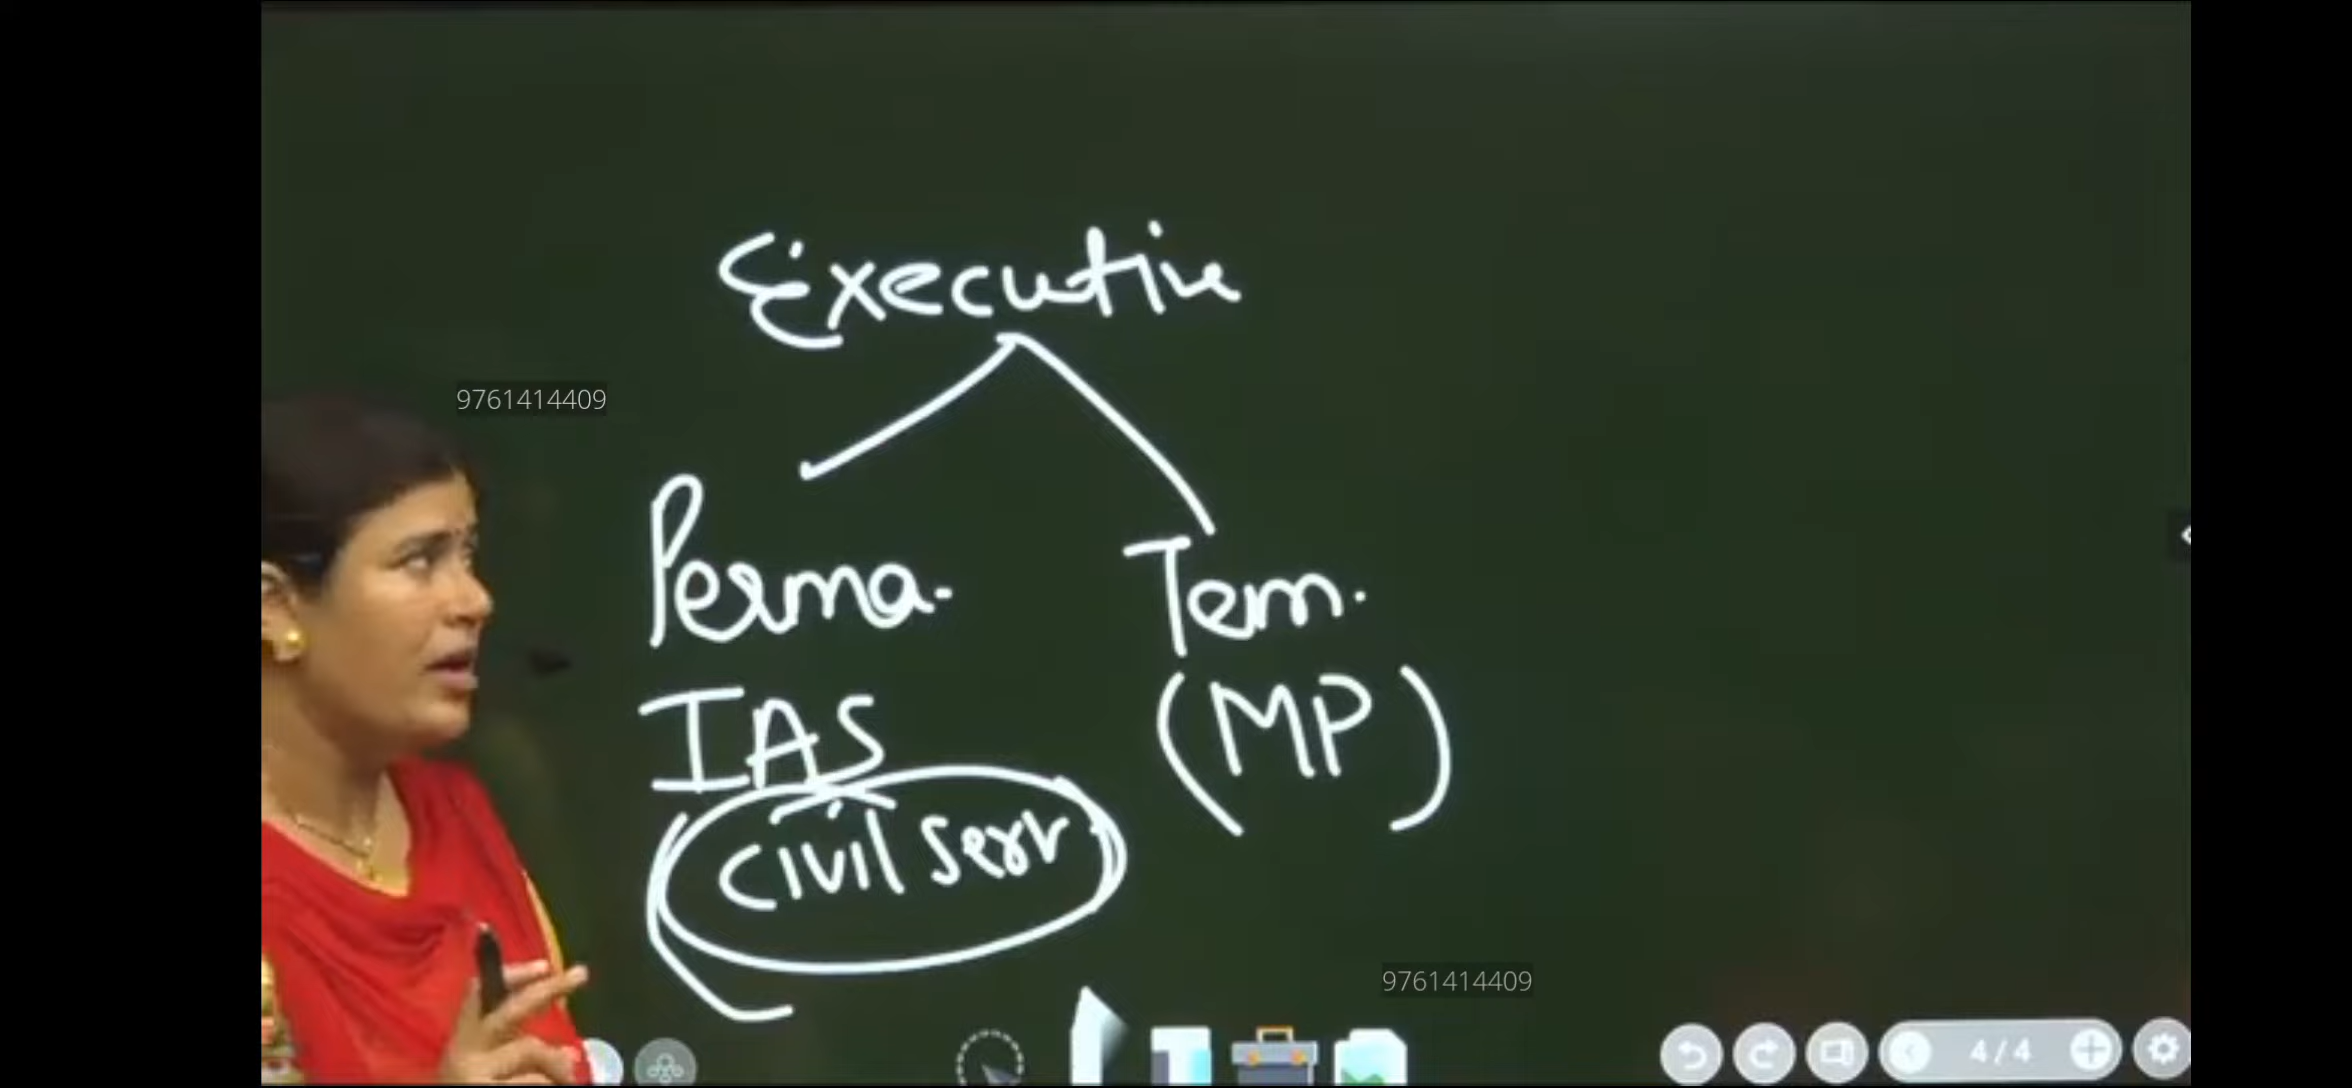 Executive
9761414409
Perma. Tem.
IAS (MP)
Civil Serv
9761414409
4/4